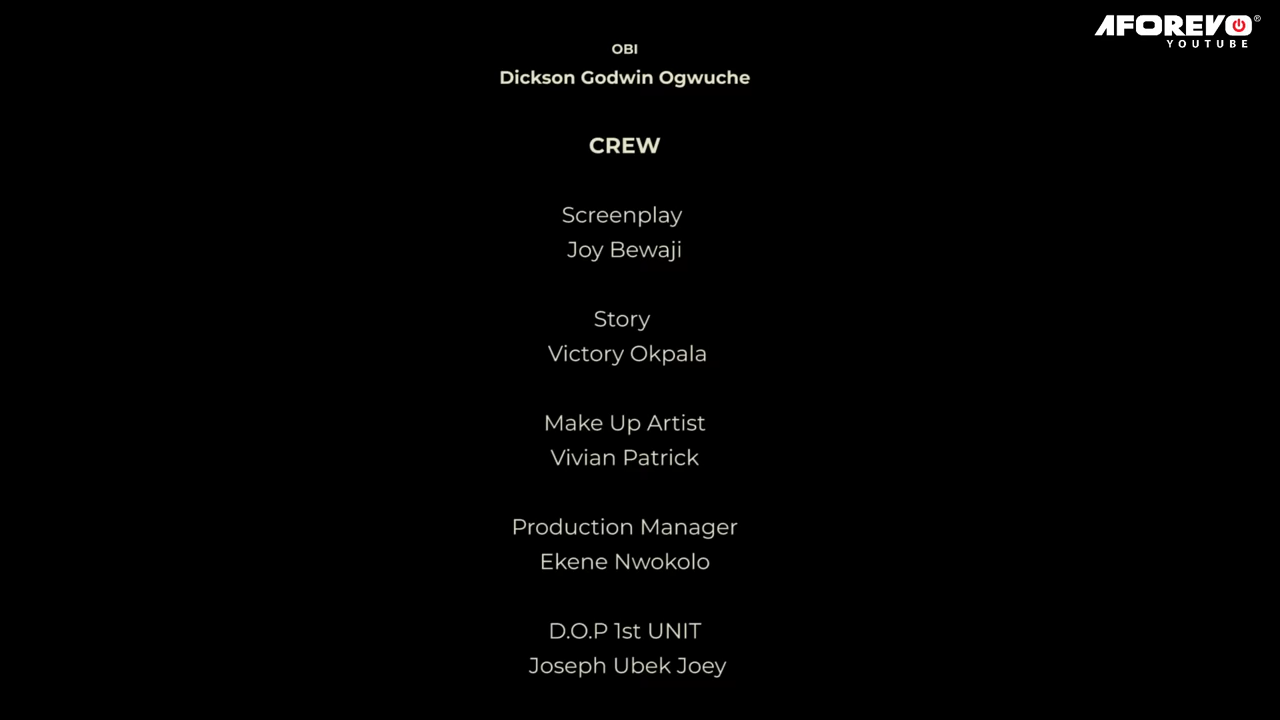 AFOREVO®
YOUTUBE
OBI
Dickson Godwin Ogwuche
CREW
Screenplay
Joy Bewaji
Story
Victory Okpala
Make Up Artist
Vivian Patrick
Production Manager
Ekene Nwokolo
D.O.P 1st UNIT
Joseph Ubek Joey